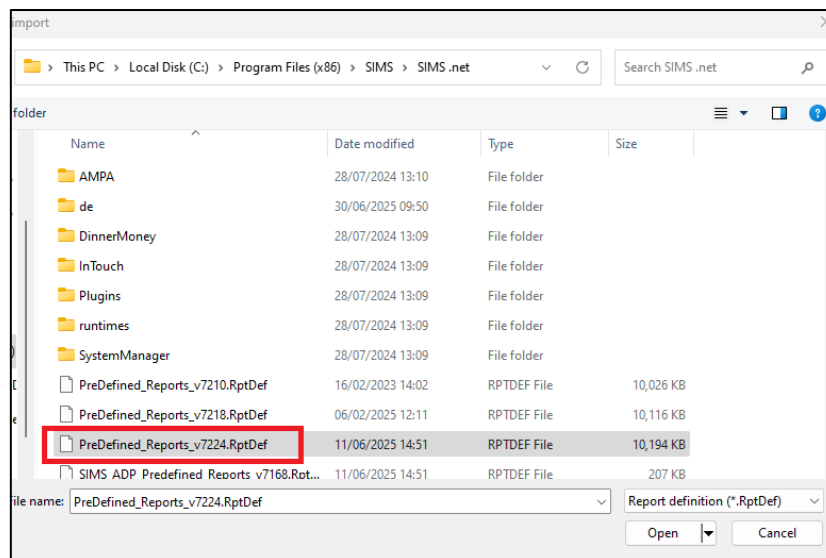 import
This PC > Local Disk (C:) > Program Files (x86) > SIMS > SIMS .net
Search SIMS .net
folder
Name Date modified Type Size
AMPA 28/07/2024 13:10 File folder
de 30/06/2025 09:50 File folder
DinnerMoney 28/07/2024 13:09 File folder
InTouch 28/07/2024 13:09 File folder
Plugins 28/07/2024 13:09 File folder
runtimes 28/07/2024 13:09 File folder
SystemManager 28/07/2024 13:09 File folder
PreDefined_Reports_v7210.RptDef 16/02/2023 14:02 RPTDEF File 10,026 KB
PreDefined_Reports_v7218.RptDef 06/02/2025 12:11 RPTDEF File 10,116 KB
PreDefined_Reports_v7224.RptDef 11/06/2025 14:51 RPTDEF File 10,194 KB
SIMS_ADP_Predefined_Reports_v7168.Rpt... 11/06/2025 14:51 RPTDEF File 207 KB
File name: PreDefined_Reports_v7224.RptDef Report definition (*.RptDef)
Open Cancel